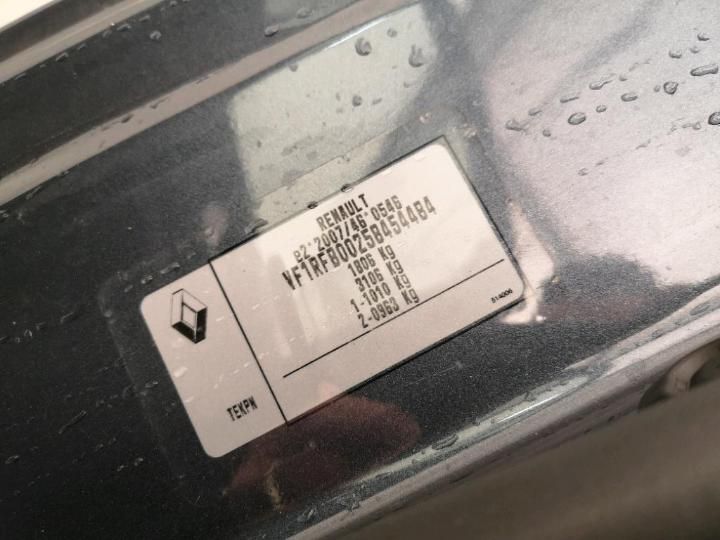 RENAULT
e2*2007/46*0546
VF1RFB00258454484
1806 Kg
3106 Kg
1-1010 Kg
2-0963 Kg
514006
TEKPN